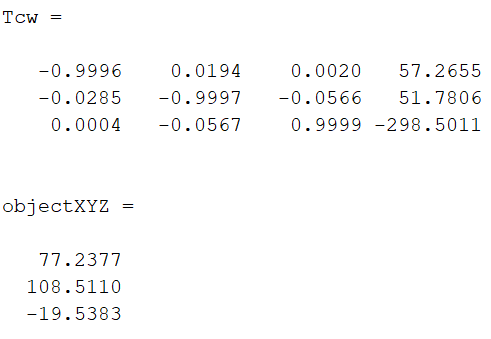 Tcw =
-0.9996 0.0194 0.0020 57.2655
-0.0285 -0.9997 -0.0566 51.7806
0.0004 -0.0567 0.9999 -298.5011
objectXYZ =
77.2377
108.5110
-19.5383